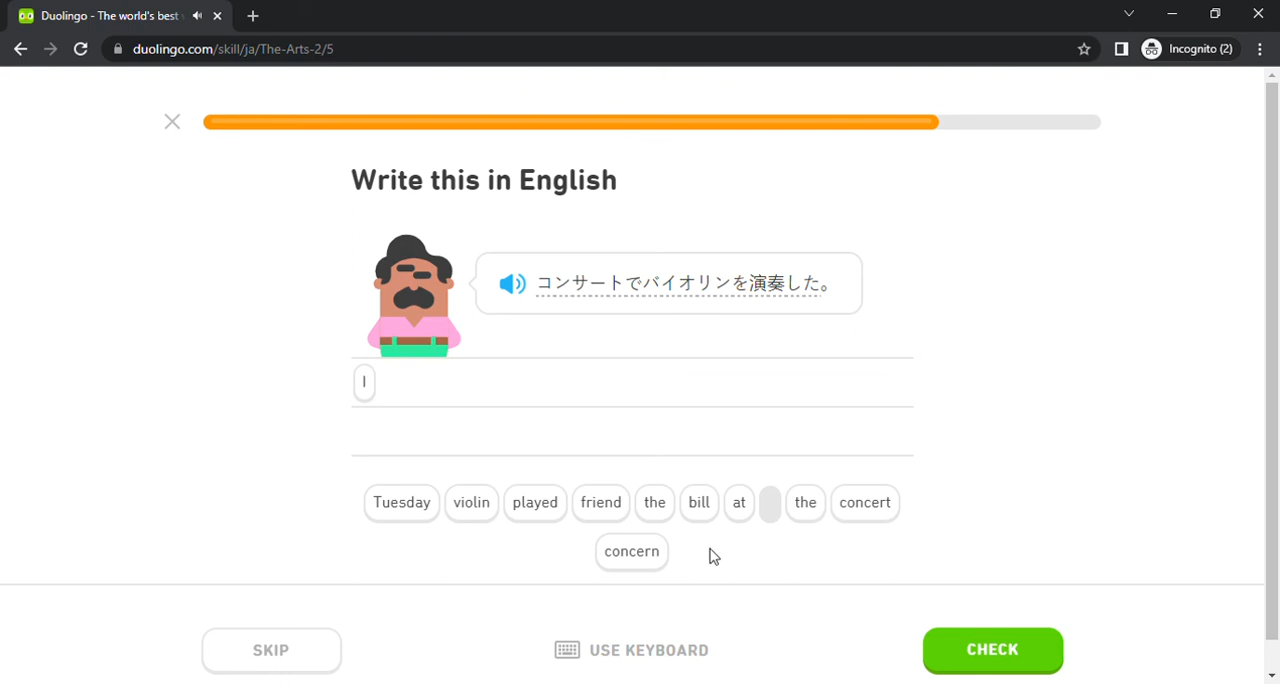 Duolingo - The world's best
duolingo.com/skill/ja/The-Arts-2/5
Incognito (2)
Write this in English
コンサートでバイオリンを演奏した。
I
Tuesday violin played friend the bill at the concert
concern
SKIP
USE KEYBOARD
CHECK